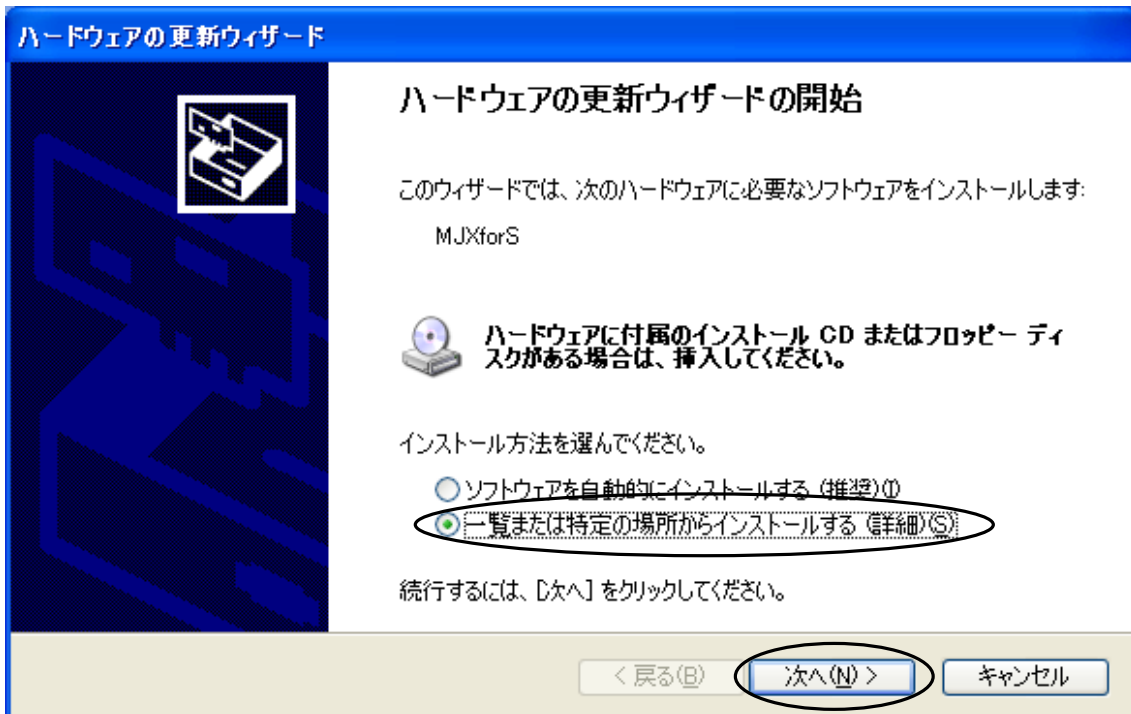 ハードウェアの更新ウィザード
ハードウェアの更新ウィザードの開始
このウィザードでは、次のハードウェアに必要なソフトウェアをインストールします:
MJXforS
ハードウェアに付属のインストール CD またはフロッピー ディ
スクがある場合は、挿入してください。
インストール方法を選んでください。
ソフトウェアを自動的にインストールする (推奨)(I)
一覧または特定の場所からインストールする (詳細)(S)
続行するには、[次へ] をクリックしてください。
< 戻る(B) 次へ(N) > キャンセル